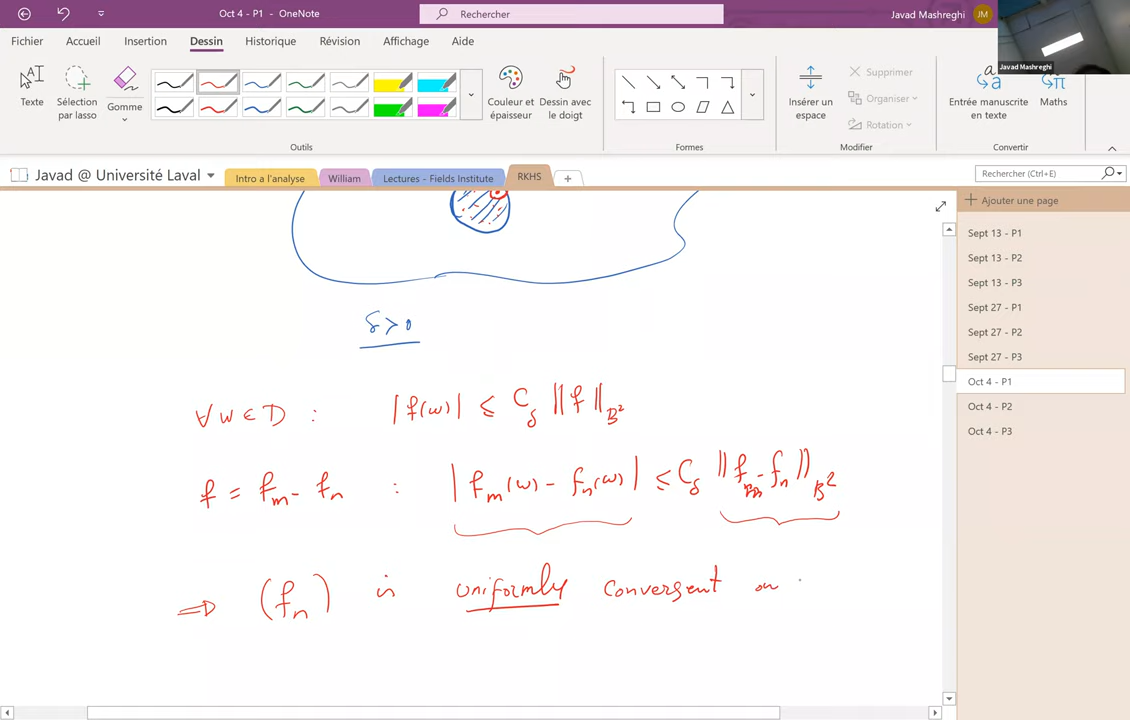 Oct 4 - P1 - OneNote
Rechercher
Javad Mashreghi
JM
Javad Mashreghi
Fichier Accueil Insertion Dessin Historique Révision Affichage Aide
Texte
Sélection par lasso
Gomme
Couleur et épaisseur
Dessin avec le doigt
Insérer un espace
Supprimer
Organiser
Rotation
Entrée manuscrite en texte
Maths
Outils
Formes
Modifier
Convertir
Javad @ Université Laval
Intro a l'analyse
William
Lectures - Fields Institute
RKHS
Rechercher (Ctrl+E)
Ajouter une page
Sept 13 - P1
Sept 13 - P2
Sept 13 - P3
Sept 27 - P1
Sept 27 - P2
Sept 27 - P3
Oct 4 - P1
Oct 4 - P2
Oct 4 - P3
δ > 0
∀ w ∈ D : |f(w)| ≤ C_δ ||f||_B²
f = f_m - f_n : |f_m(w) - f_n(w)| ≤ C_δ ||f_m - f_n||_B²
⇒ (f_n) is uniformly convergent on